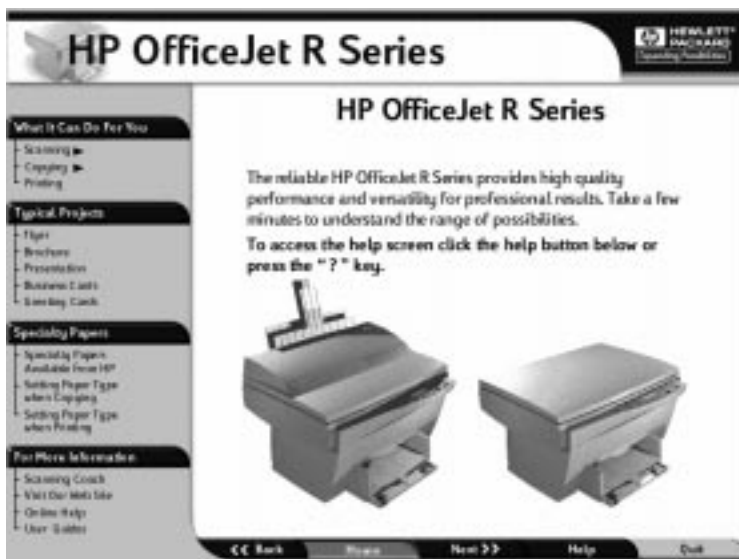 HP OfficeJet R Series
HEWLETT®
PACKARD
Expanding Possibilities
HP OfficeJet R Series
What It Can Do For You
Scanning
Copying
Printing
Typical Projects
Flyer
Brochure
Presentation
Business Cards
Greeting Cards
Specialty Papers
Specialty Papers
Available from HP
Setting Paper Type
when Copying
Setting Paper Type
when Printing
For More Information
Scanning Coach
Visit Our Web Site
Online Help
User Guides
The reliable HP OfficeJet R Series provides high quality
performance and versatility for professional results. Take a few
minutes to understand the range of possibilities.
To access the help screen click the help button below or
press the "?" key.
<< Back Home Next >> Help Quit